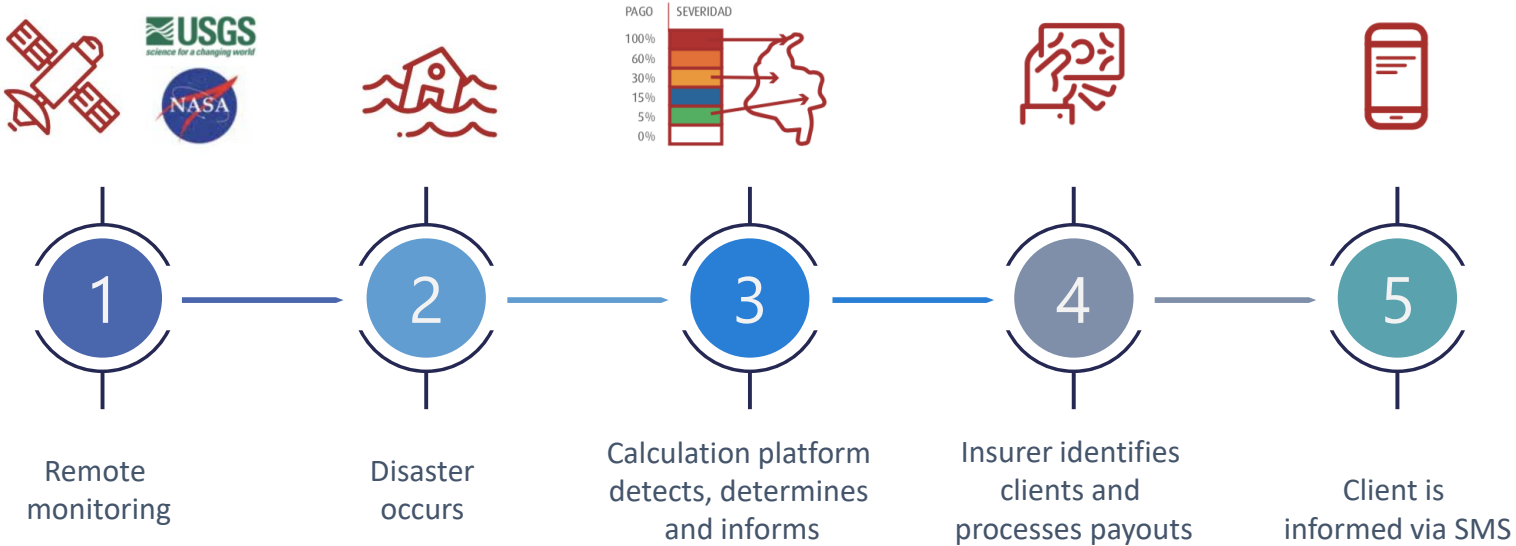 USGS
science for a changing world
NASA
PAGO SEVERIDAD
100%
60%
30%
15%
5%
0%
1
2
3
4
5
Remote
monitoring
Disaster
occurs
Calculation platform
detects, determines
and informs
Insurer identifies
clients and
processes payouts
Client is
informed via SMS